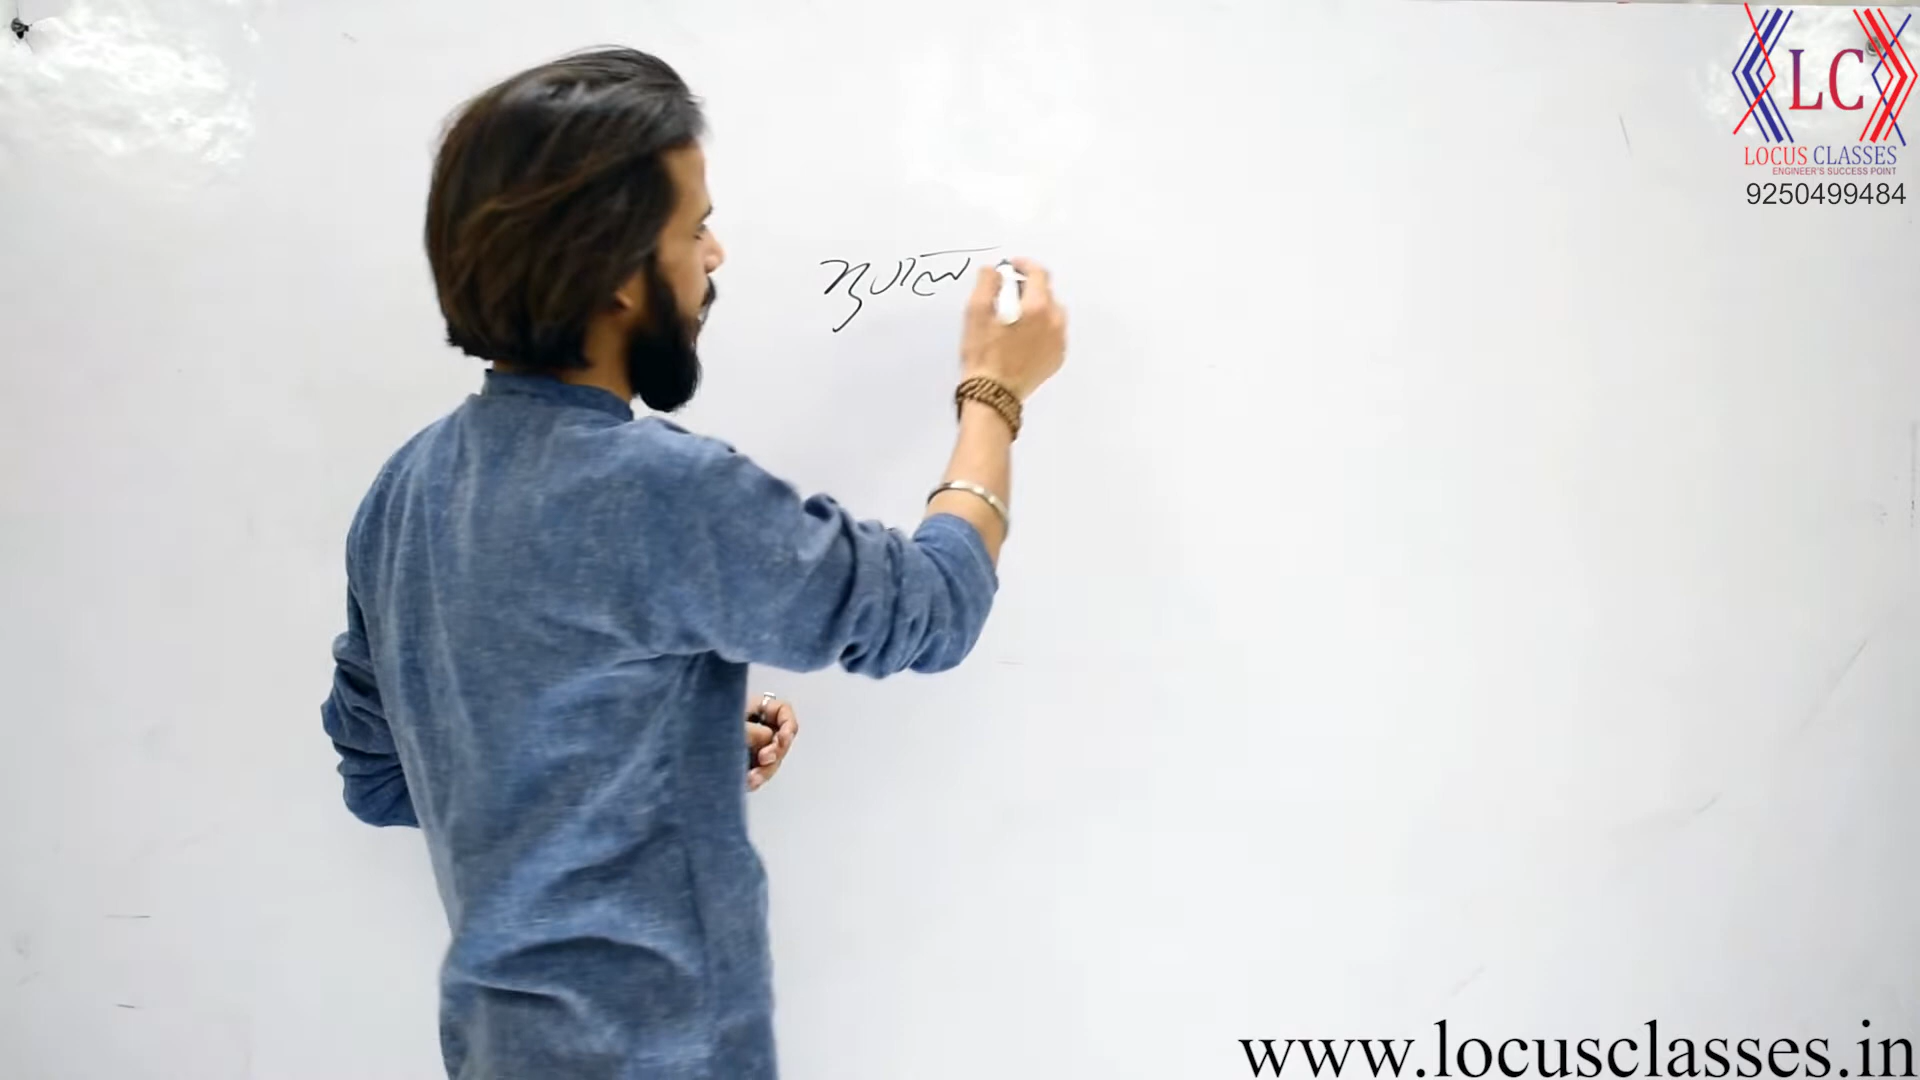 LC
LOCUS CLASSES
ENGINEER'S SUCCESS POINT
9250499484
www.locusclasses.in